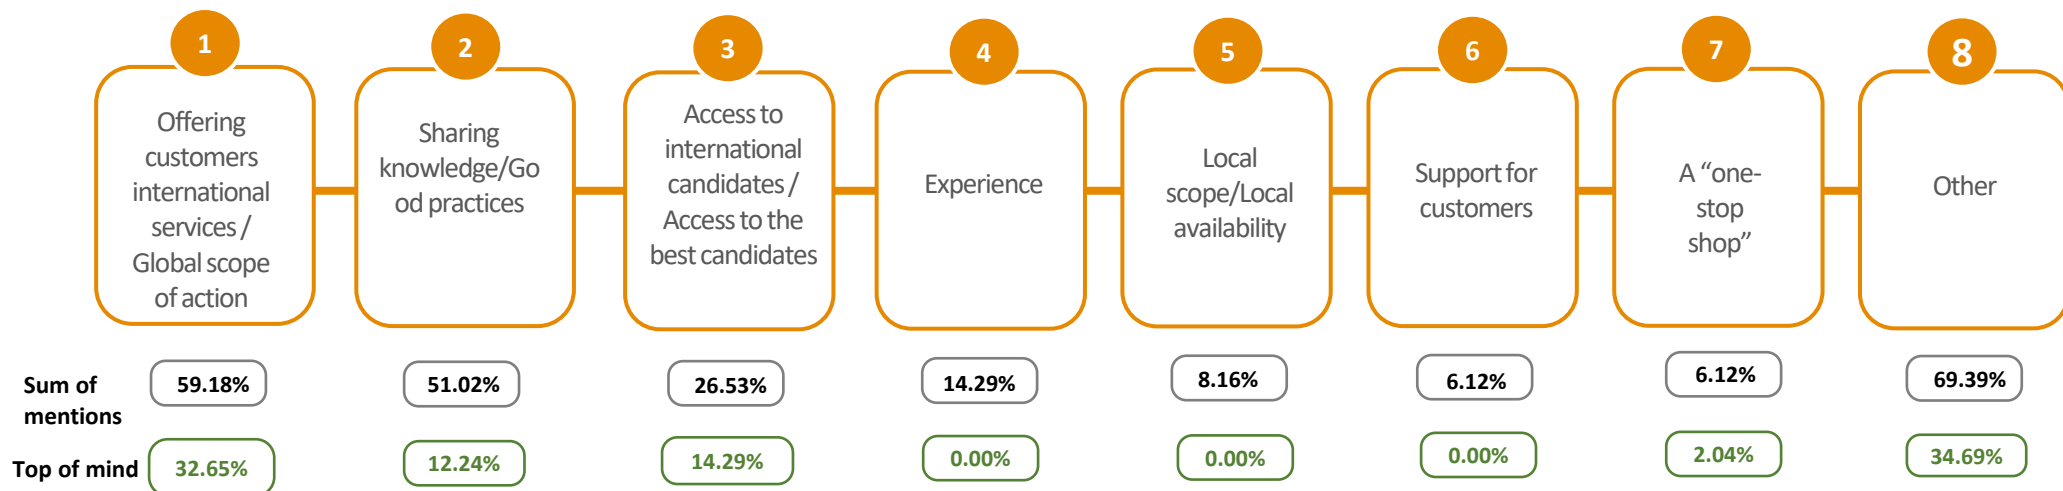 1
Offering
customers
international
services /
Global scope
of action
2
Sharing
knowledge/Go
od practices
3
Access to
international
candidates /
Access to the
best candidates
4
Experience
5
Local
scope/Local
availability
6
Support for
customers
7
A “one-
stop
shop”
8
Other
Sum of
mentions
59.18%
51.02%
26.53%
14.29%
8.16%
6.12%
6.12%
69.39%
Top of mind
32.65%
12.24%
14.29%
0.00%
0.00%
0.00%
2.04%
34.69%